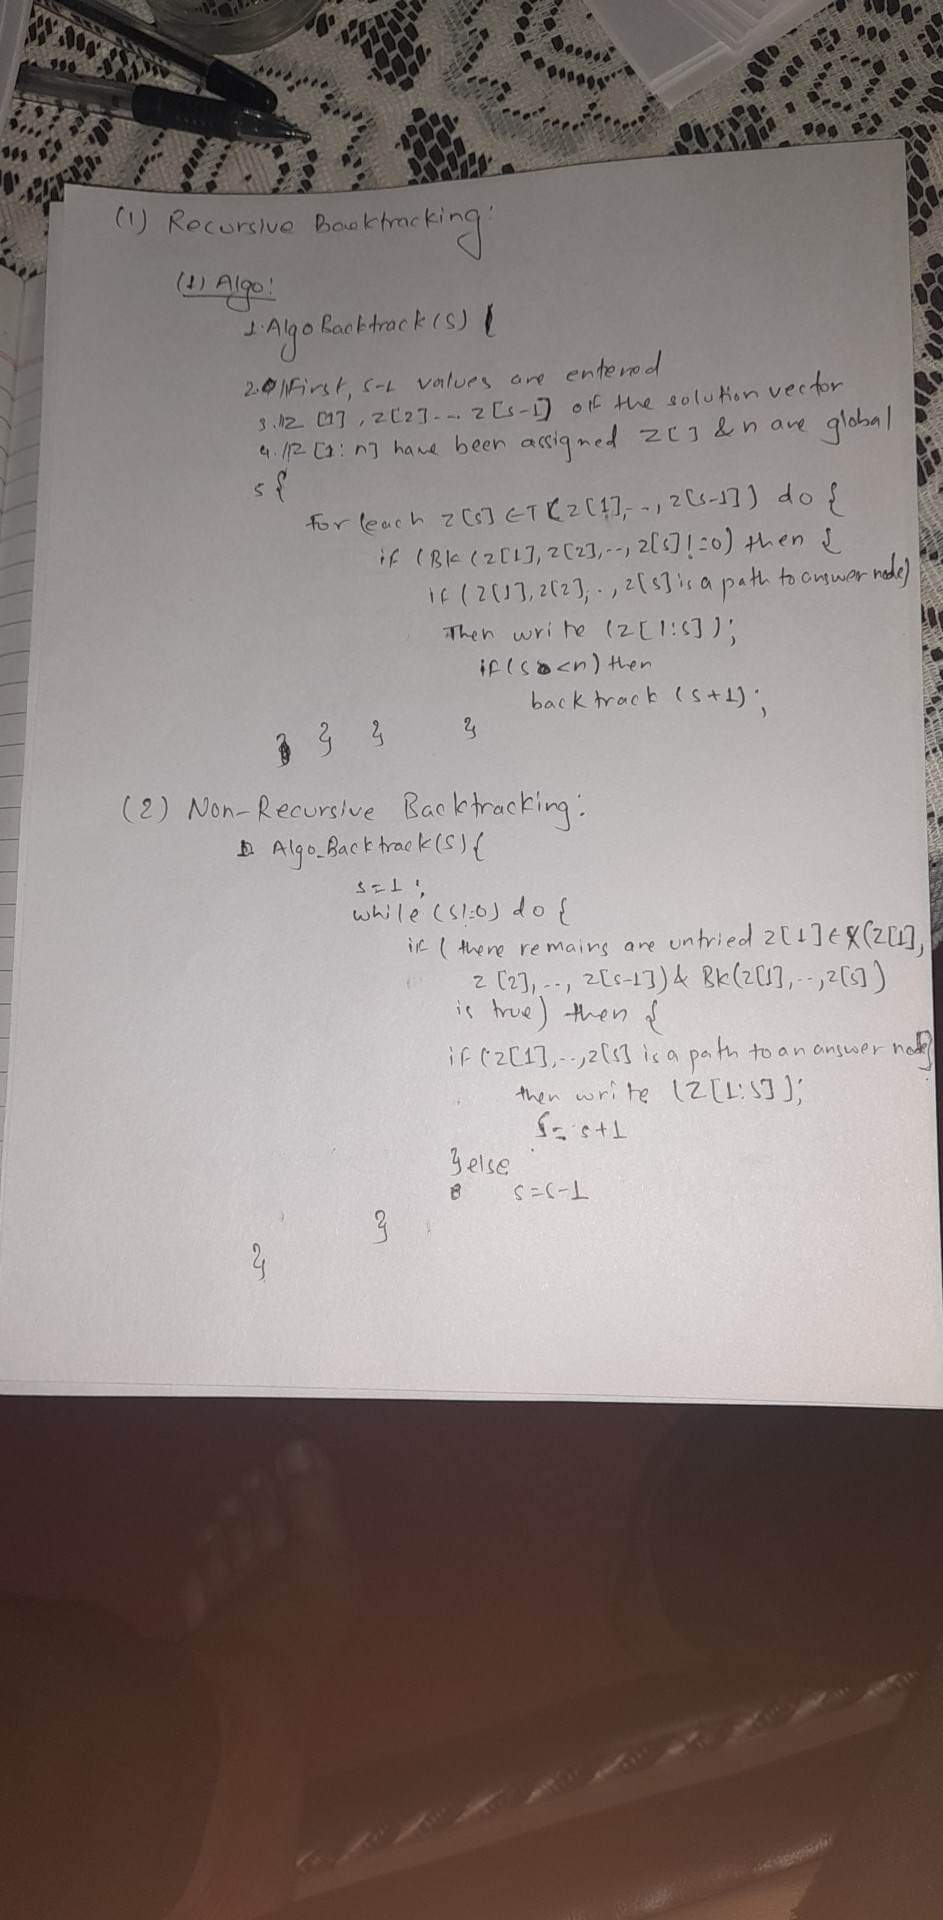 (1) Recursive Backtracking:
(1) Algo:
1. Algo Backtrack(s) {
2. // First, s-1 values are entered
3. // z [1], z[2]--- z[s-1] of the solution vector
4. // z [1:n] have been assigned z[] & n are global
5 {
for (each z[s] ∈ T(z[1],--, z[s-1]) do {
if (Bk(z[1], z[2],--, z[s] != 0) then {
if (z[1], z[2],.., z[s] is a path to answer node)
Then write (z[1:s]);
if (s < n) then
backtrack (s+1);
} } } }
(2) Non-Recursive Backtracking:
Algo_Backtrack(s) {
s=1;
while (s!=0) do {
if (there remains are untried z[1] ∈ X(z[1],
z [2],.., z[s-1]) & Bk(z[1],--, z[s])
is true) then {
if (z[1],--, z[s] is a path to an answer node)
then write (z[1:s]);
s = s+1
} else
s=s-1
}
}